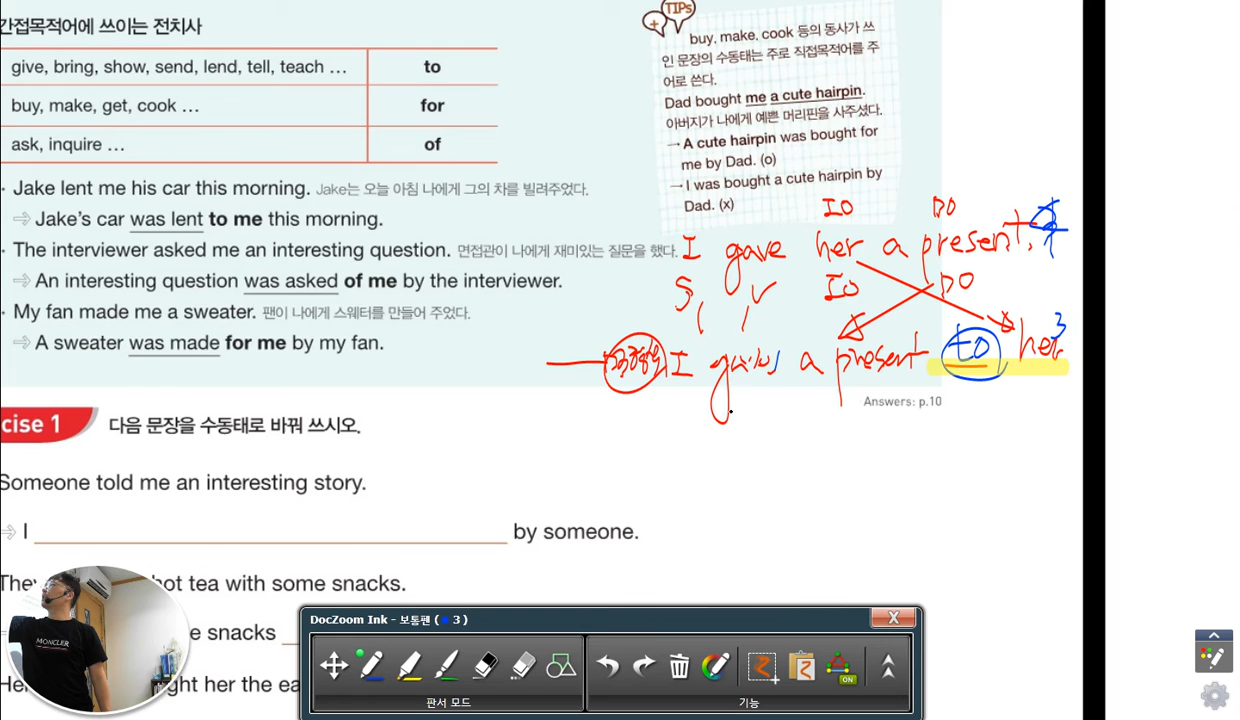 간접목적어에 쓰이는 전치사
give, bring, show, send, lend, tell, teach … to
buy, make, get, cook … for
ask, inquire … of
· Jake lent me his car this morning. Jake는 오늘 아침 나에게 그의 차를 빌려주었다.
⇨ Jake's car was lent to me this morning.
· The interviewer asked me an interesting question. 면접관이 나에게 재미있는 질문을 했다.
⇨ An interesting question was asked of me by the interviewer.
· My fan made me a sweater. 팬이 나에게 스웨터를 만들어 주었다.
⇨ A sweater was made for me by my fan.
TIPS
+
buy, make, cook 등의 동사가 쓰
인 문장의 수동태는 주로 직접목적어를 주
어로 쓴다.
Dad bought me a cute hairpin.
아버지가 나에게 예쁜 머리핀을 사주셨다.
→ A cute hairpin was bought for
me by Dad. (o)
→ I was bought a cute hairpin by
Dad. (x)
IO DO
I gave her a present. 4
S V IO DO
3
I a present to her
Answers: p.10
cise 1 다음 문장을 수동태로 바꿔 쓰시오.
Someone told me an interesting story.
⇨ I by someone.
The hot tea with some snacks.
e snacks
He ght her the ea
MONCLER
DocZoom Ink - 보통펜 ( 3 )
X
ON
판서 모드 기능